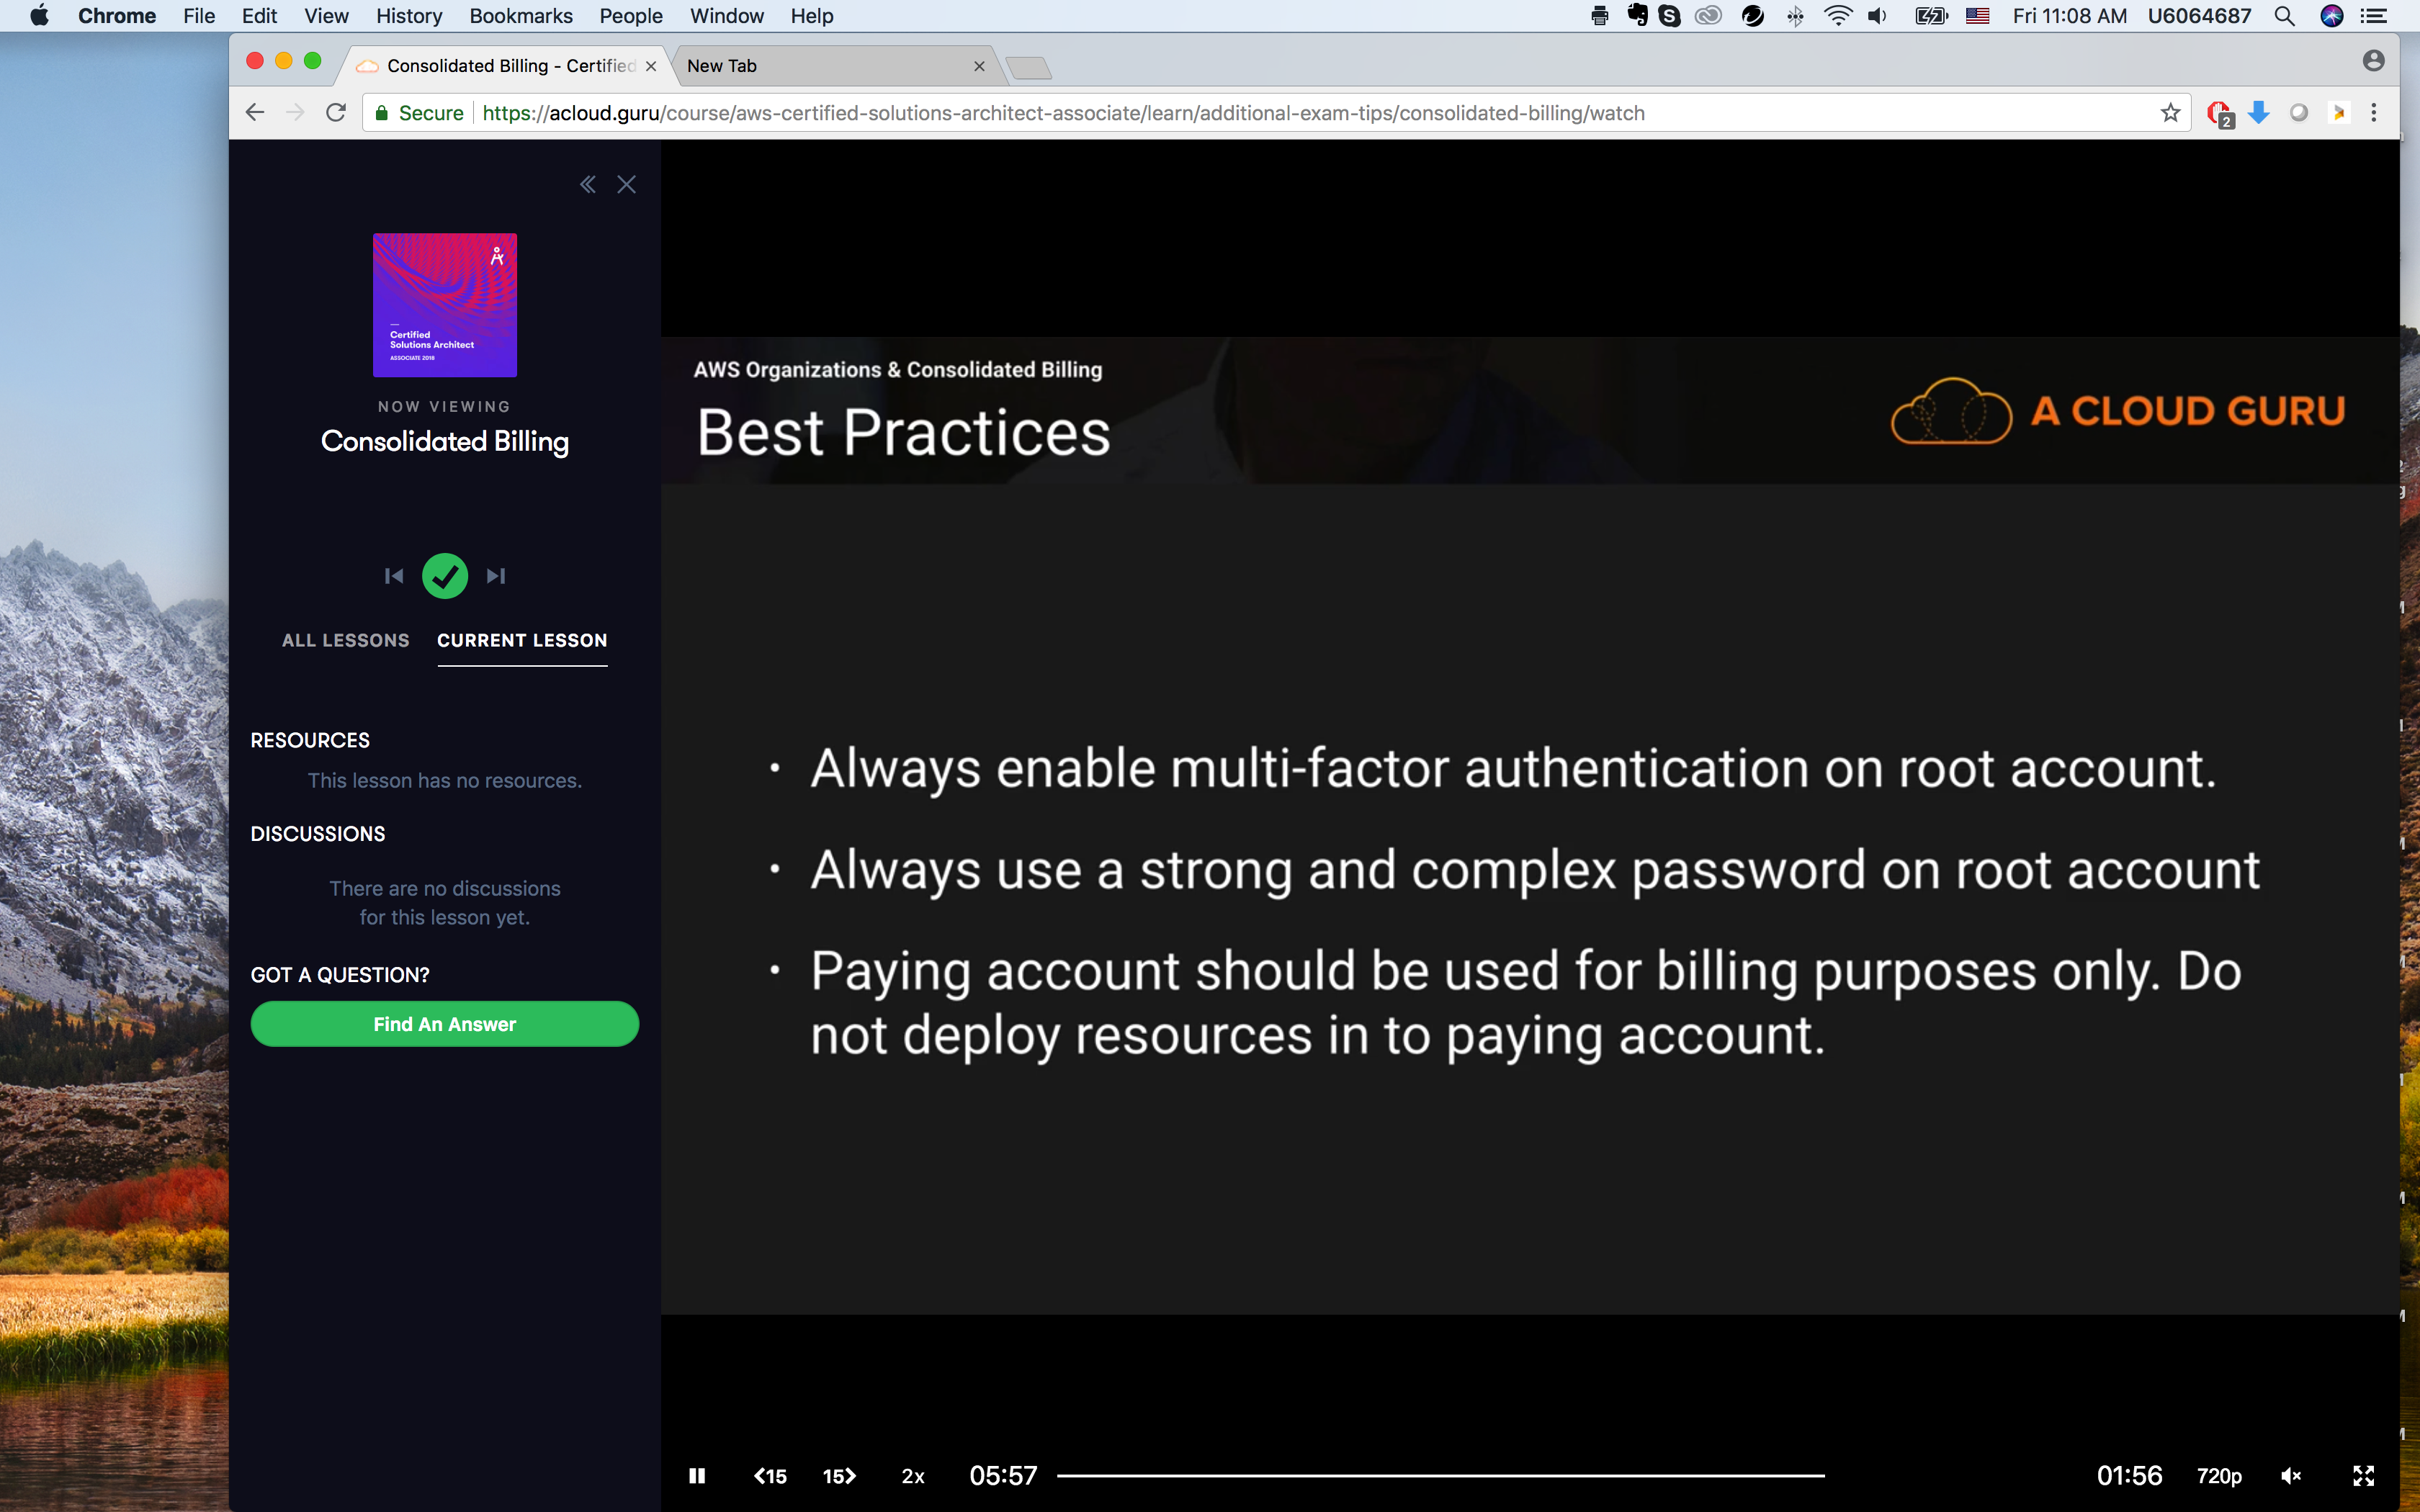 Chrome File Edit View History Bookmarks People Window Help Fri 11:08 AM U6064687
Consolidated Billing - Certified New Tab
Secure https://acloud.guru/course/aws-certified-solutions-architect-associate/learn/additional-exam-tips/consolidated-billing/watch 2
Certified
Solutions Architect
ASSOCIATE 2018
NOW VIEWING
Consolidated Billing
ALL LESSONS CURRENT LESSON
RESOURCES
This lesson has no resources.
DISCUSSIONS
There are no discussions
for this lesson yet.
GOT A QUESTION?
Find An Answer
AWS Organizations & Consolidated Billing
Best Practices
A CLOUD GURU
• Always enable multi-factor authentication on root account.
• Always use a strong and complex password on root account
• Paying account should be used for billing purposes only. Do
not deploy resources in to paying account.
<15 15> 2x 05:57 01:56 720p